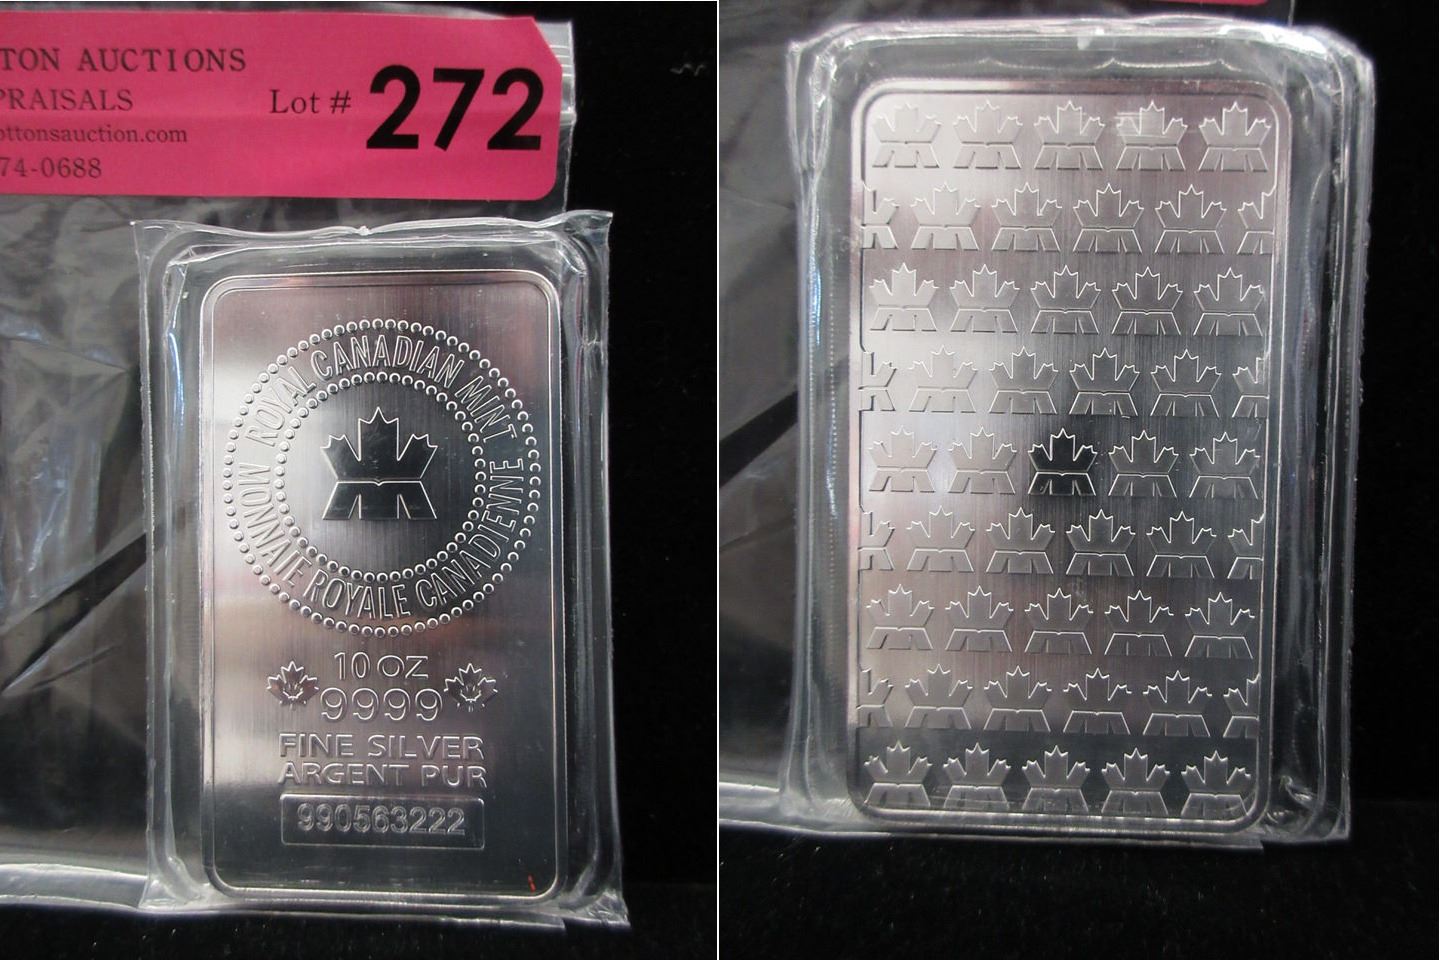 TON AUCTIONS
PRAISALS
ottonsauction.com
74-0688
Lot # 272
ROYAL CANADIAN MINT
MONNAIE ROYALE CANADIENNE
10 OZ
9999
FINE SILVER
ARGENT PUR
990563222